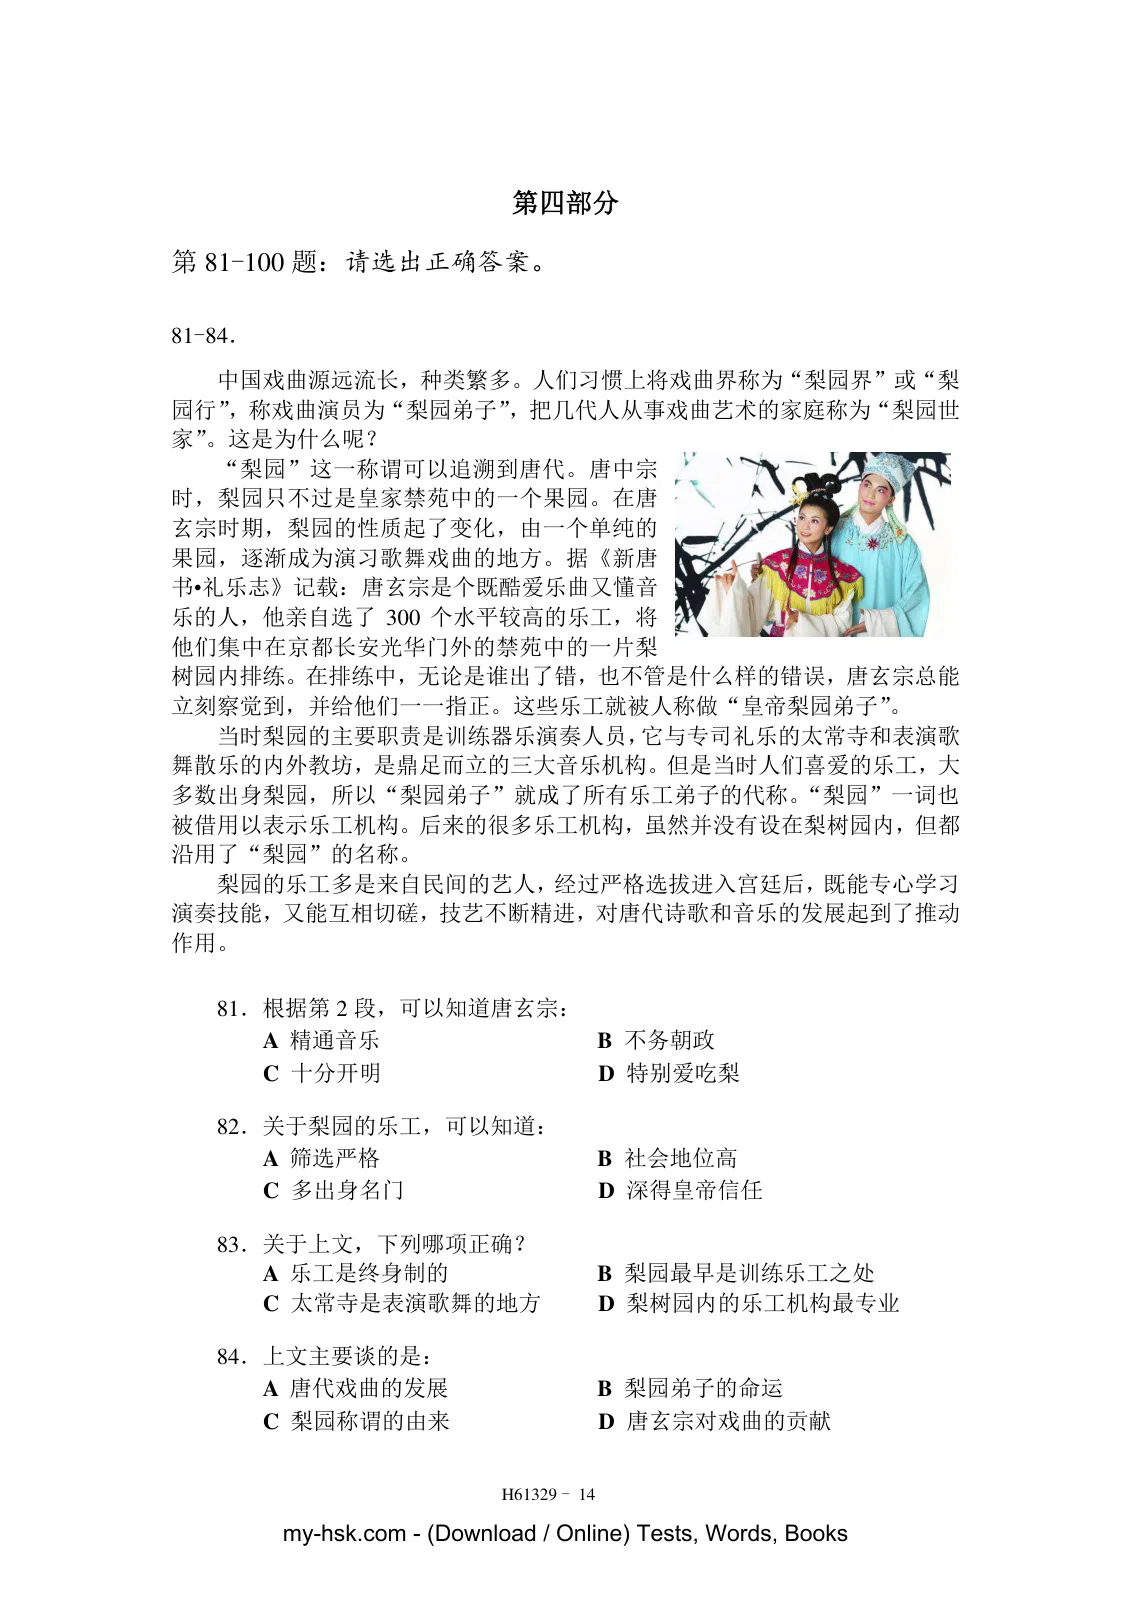 第四部分
第 81-100 题：请选出正确答案。
81-84．
中国戏曲源远流长，种类繁多。人们习惯上将戏曲界称为“梨园界”或“梨
园行”，称戏曲演员为“梨园弟子”，把几代人从事戏曲艺术的家庭称为“梨园世
家”。这是为什么呢？
“梨园”这一称谓可以追溯到唐代。唐中宗
时，梨园只不过是皇家禁苑中的一个果园。在唐
玄宗时期，梨园的性质起了变化，由一个单纯的
果园，逐渐成为演习歌舞戏曲的地方。据《新唐
书•礼乐志》记载：唐玄宗是个既酷爱乐曲又懂音
乐的人，他亲自选了 300 个水平较高的乐工，将
他们集中在京都长安光华门外的禁苑中的一片梨
树园内排练。在排练中，无论是谁出了错，也不管是什么样的错误，唐玄宗总能
立刻察觉到，并给他们一一指正。这些乐工就被人称做“皇帝梨园弟子”。
当时梨园的主要职责是训练器乐演奏人员，它与专司礼乐的太常寺和表演歌
舞散乐的内外教坊，是鼎足而立的三大音乐机构。但是当时人们喜爱的乐工，大
多数出身梨园，所以“梨园弟子”就成了所有乐工弟子的代称。“梨园”一词也
被借用以表示乐工机构。后来的很多乐工机构，虽然并没有设在梨树园内，但都
沿用了“梨园”的名称。
梨园的乐工多是来自民间的艺人，经过严格选拔进入宫廷后，既能专心学习
演奏技能，又能互相切磋，技艺不断精进，对唐代诗歌和音乐的发展起到了推动
作用。
81．根据第 2 段，可以知道唐玄宗：
A 精通音乐 B 不务朝政
C 十分开明 D 特别爱吃梨
82．关于梨园的乐工，可以知道：
A 筛选严格 B 社会地位高
C 多出身名门 D 深得皇帝信任
83．关于上文，下列哪项正确？
A 乐工是终身制的 B 梨园最早是训练乐工之处
C 太常寺是表演歌舞的地方 D 梨树园内的乐工机构最专业
84．上文主要谈的是：
A 唐代戏曲的发展 B 梨园弟子的命运
C 梨园称谓的由来 D 唐玄宗对戏曲的贡献
H61329－ 14
my-hsk.com - (Download / Online) Tests, Words, Books